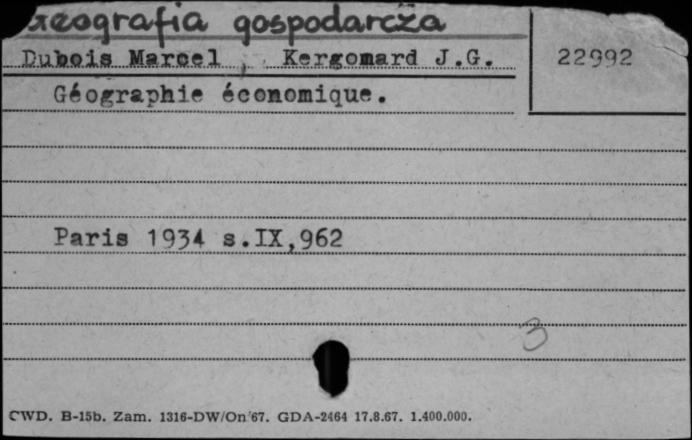 Geografia gospodarcza
Dubois Marcel , Kergomard J.G.
22992
Géographie économique.
Paris 1934 s.IX,962
3
CWD. B-15b. Zam. 1316-DW/On/67. GDA-2464 17.8.67. 1.400.000.